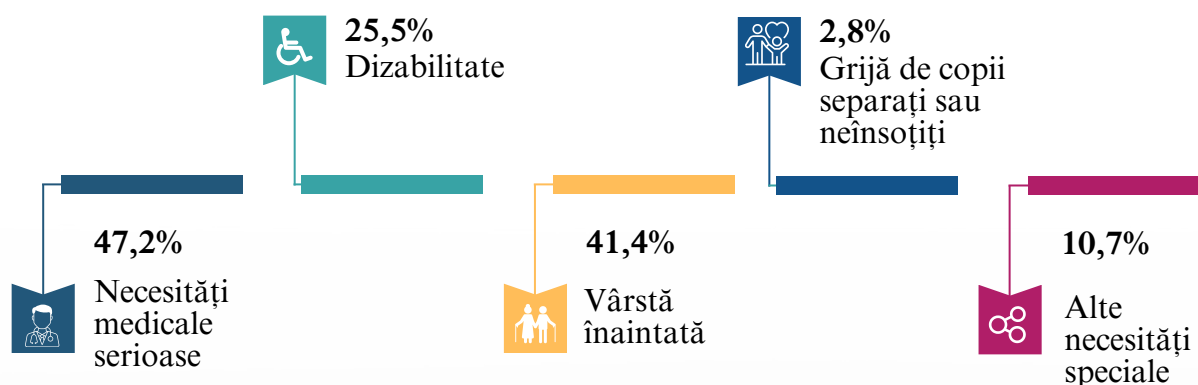 25,5%
Dizabilitate
2,8%
Grijă de copii
separați sau
neînsoțiți
47,2%
Necesități
medicale
serioase
41,4%
Vârstă
înaintată
10,7%
Alte
necesități
speciale